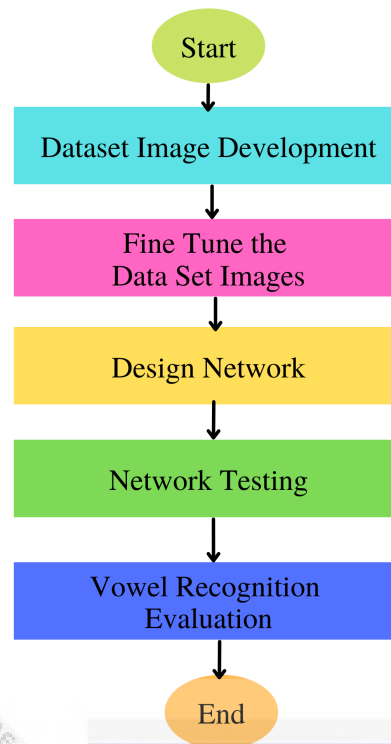 Start
Dataset Image Development
Fine Tune the
Data Set Images
Design Network
Network Testing
Vowel Recognition
Evaluation
End